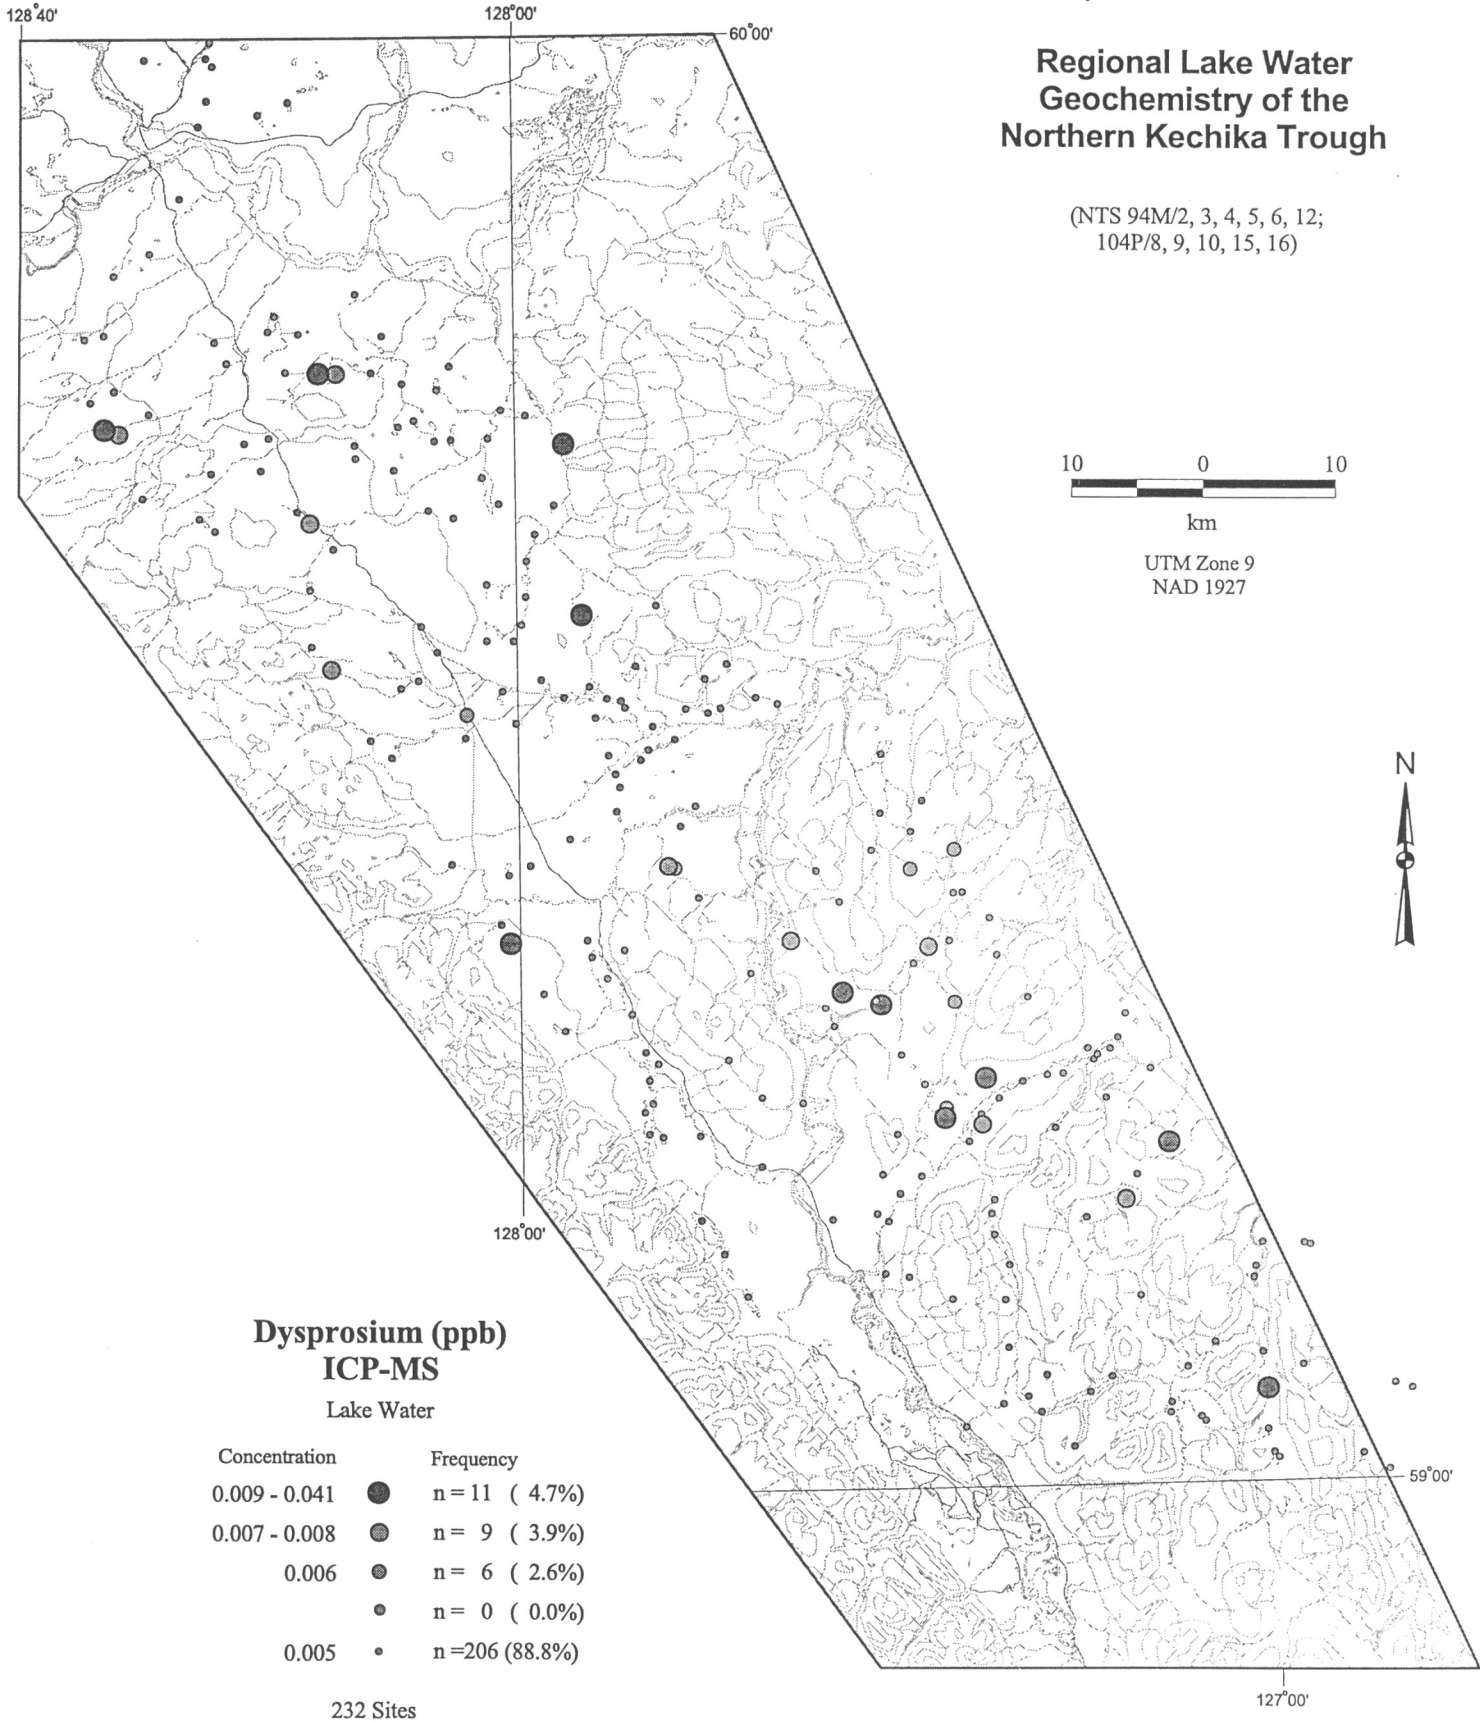 128°40'
128°00'
60°00'
Regional Lake Water
Geochemistry of the
Northern Kechika Trough
(NTS 94M/2, 3, 4, 5, 6, 12;
104P/8, 9, 10, 15, 16)
10 0 10
km
UTM Zone 9
NAD 1927
N
128°00'
Dysprosium (ppb)
ICP-MS
Lake Water
Concentration Frequency
0.009 - 0.041 n = 11 ( 4.7%)
0.007 - 0.008 n = 9 ( 3.9%)
0.006 n = 6 ( 2.6%)
n = 0 ( 0.0%)
0.005 n =206 (88.8%)
232 Sites
59°00'
127°00'